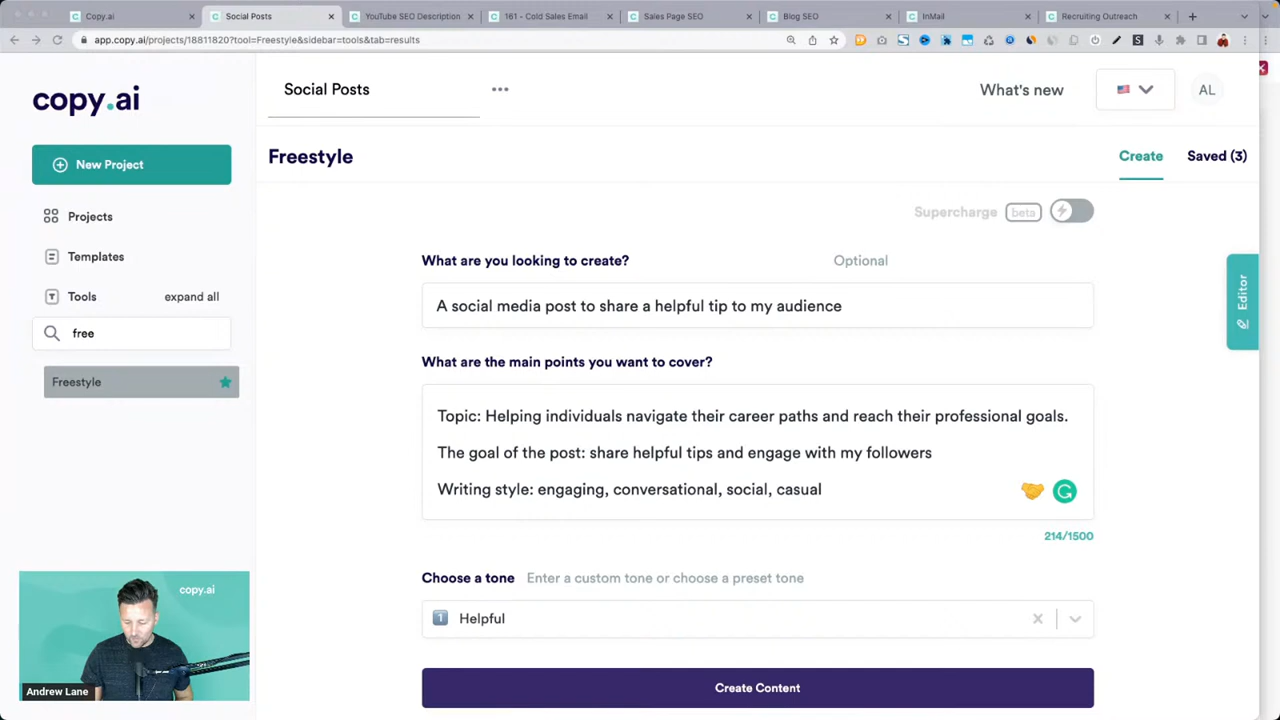 Copy.ai
Social Posts
YouTube SEO Description
161 - Cold Sales Email
Sales Page SEO
Blog SEO
InMail
Recruiting Outreach
app.copy.ai/projects/18811820?tool=Freestyle&sidebar=tools&tab=results
copy.ai
Social Posts
What's new
AL
New Project
Freestyle
Create
Saved (3)
Projects
Supercharge
beta
Templates
What are you looking to create?
Optional
Tools
expand all
A social media post to share a helpful tip to my audience
Editor
free
What are the main points you want to cover?
Freestyle
Topic: Helping individuals navigate their career paths and reach their professional goals.
The goal of the post: share helpful tips and engage with my followers
Writing style: engaging, conversational, social, casual
214/1500
Choose a tone
Enter a custom tone or choose a preset tone
1
Helpful
copy.ai
Andrew Lane
Create Content